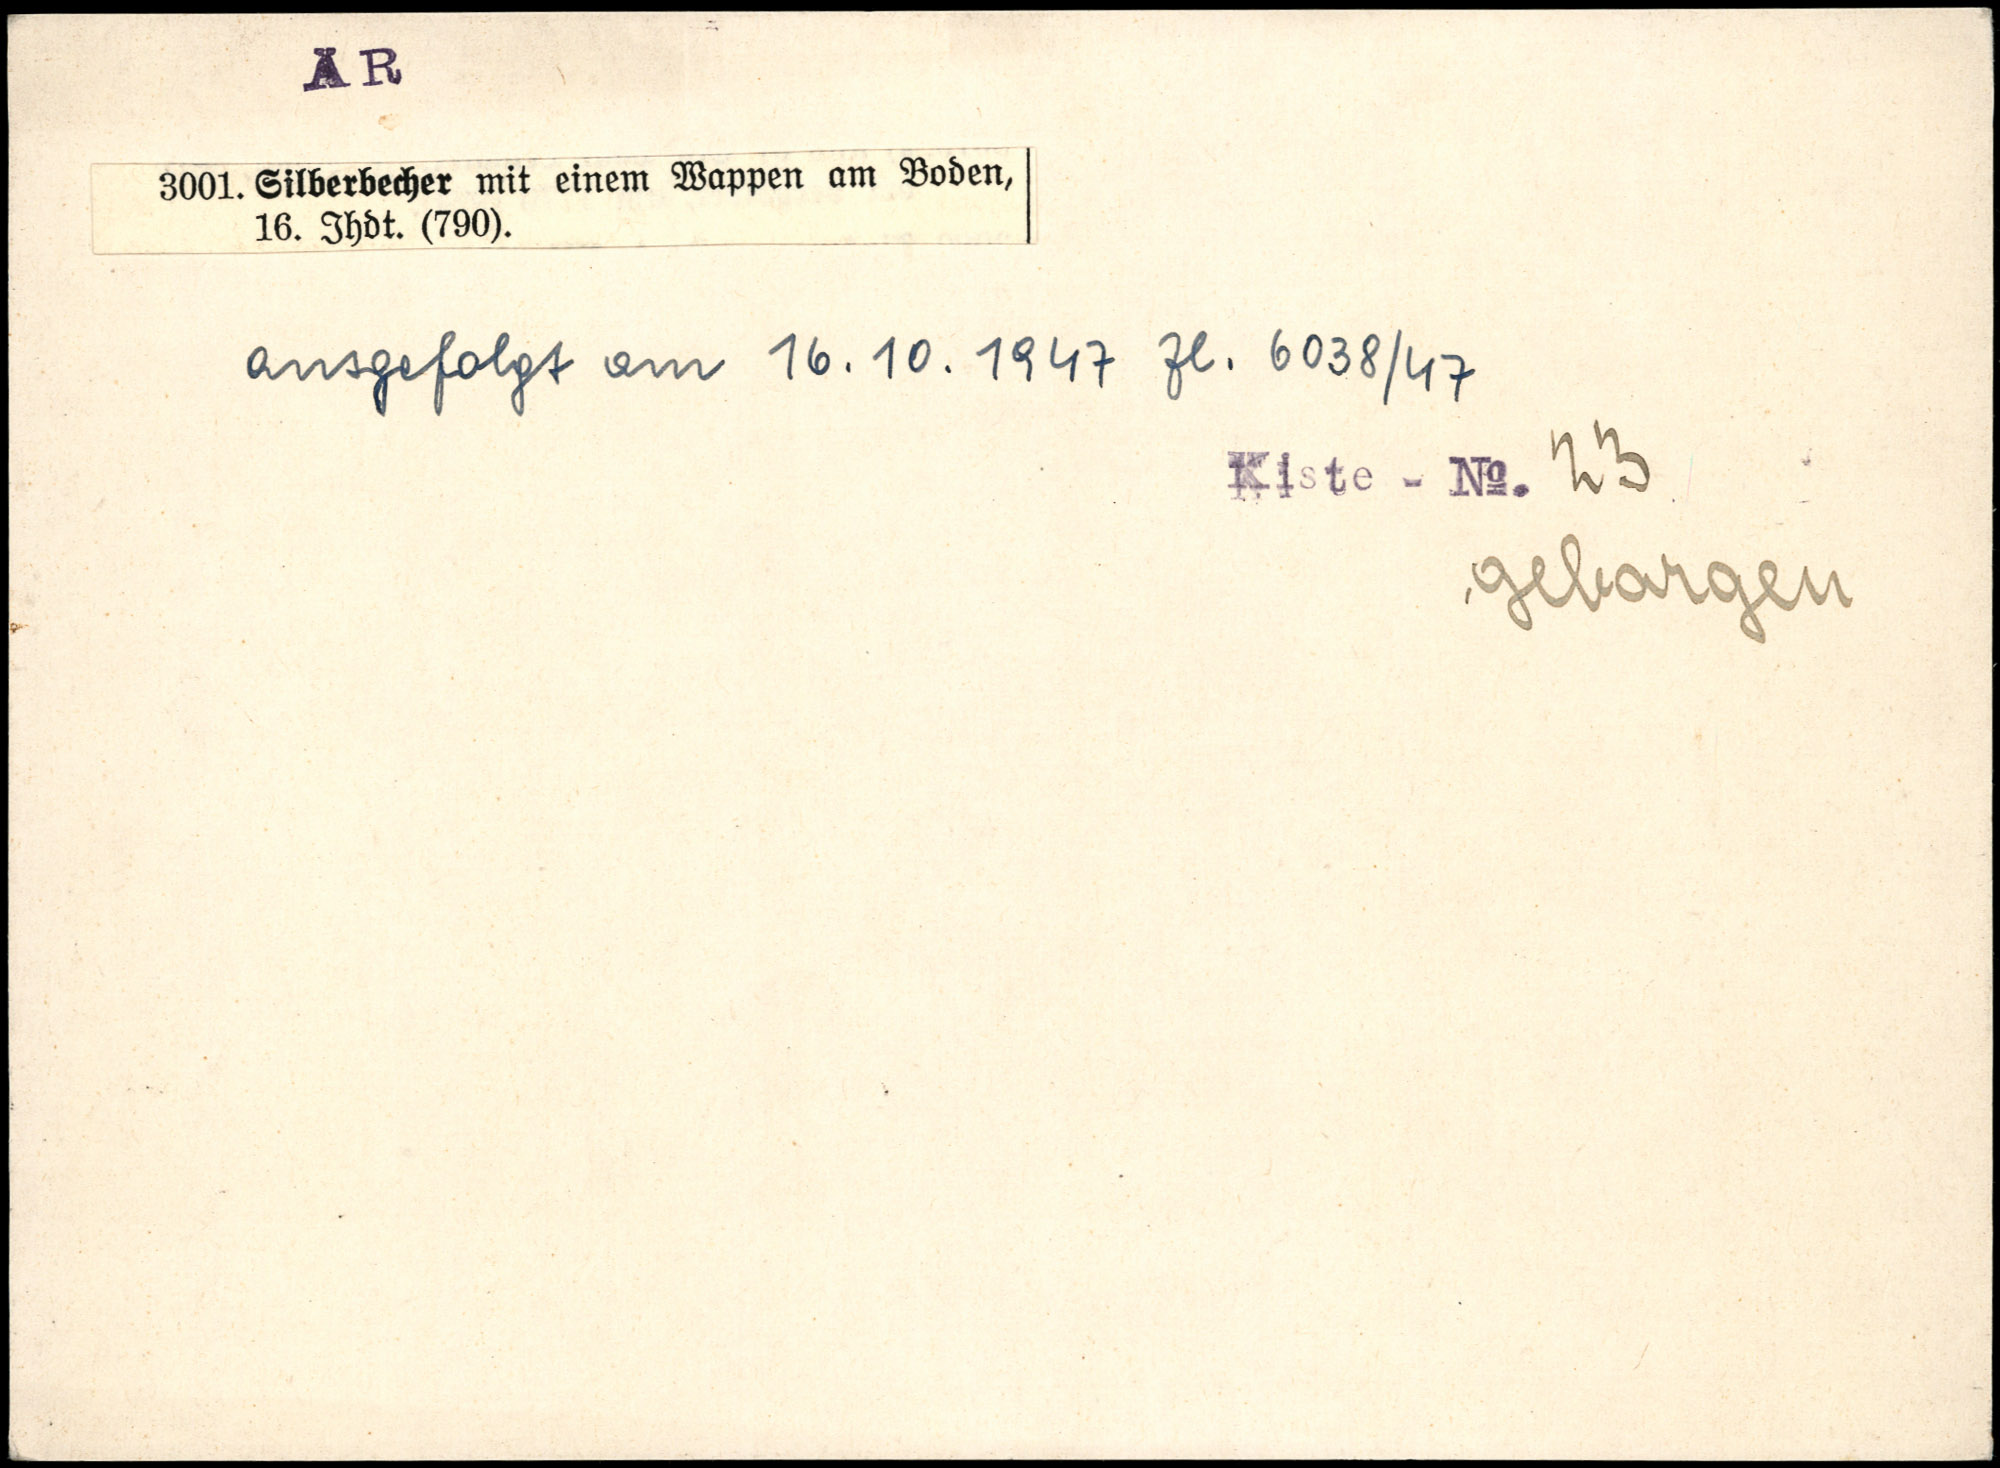 AR
3001. Silberbecher mit einem Wappen am Boden,
16. Jhdt. (790).
ausgefolgt am 16.10.1947 Zl. 6038/47
Kiste - No. 23
geborgen